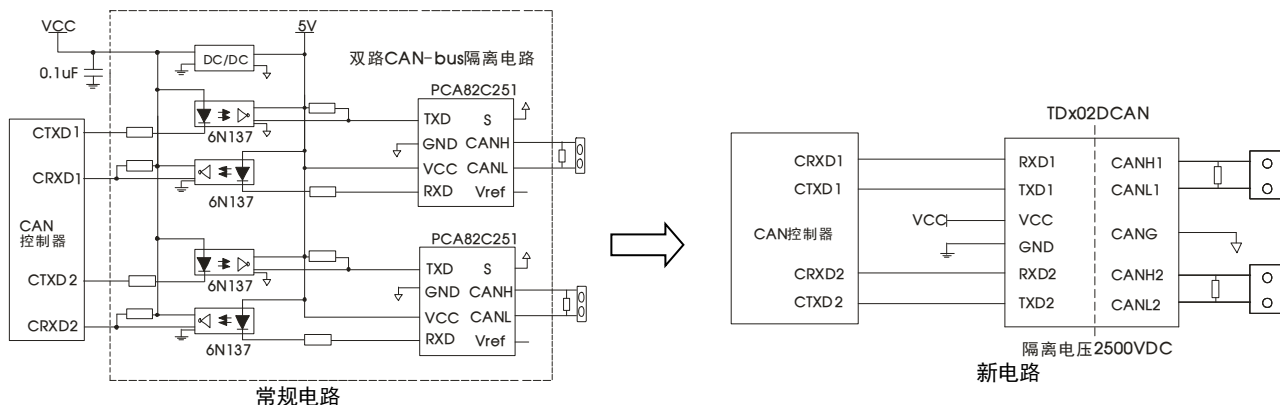 VCC
5V
DC/DC
双路CAN-bus隔离电路
0.1uF
PCA82C251
CTXD1
6N137
TXD
S
GND
CANH
VCC
CANL
CRXD1
RXD
Vref
6N137
CAN
控制器
PCA82C251
CTXD2
6N137
TXD
S
GND
CANH
VCC
CANL
CRXD2
RXD
Vref
6N137
常规电路
TDx02DCAN
CRXD1
RXD1
CANH1
CTXD1
TXD1
CANL1
VCC
VCC
CAN控制器
CANG
GND
CRXD2
RXD2
CANH2
CTXD2
TXD2
CANL2
隔离电压2500VDC
新电路